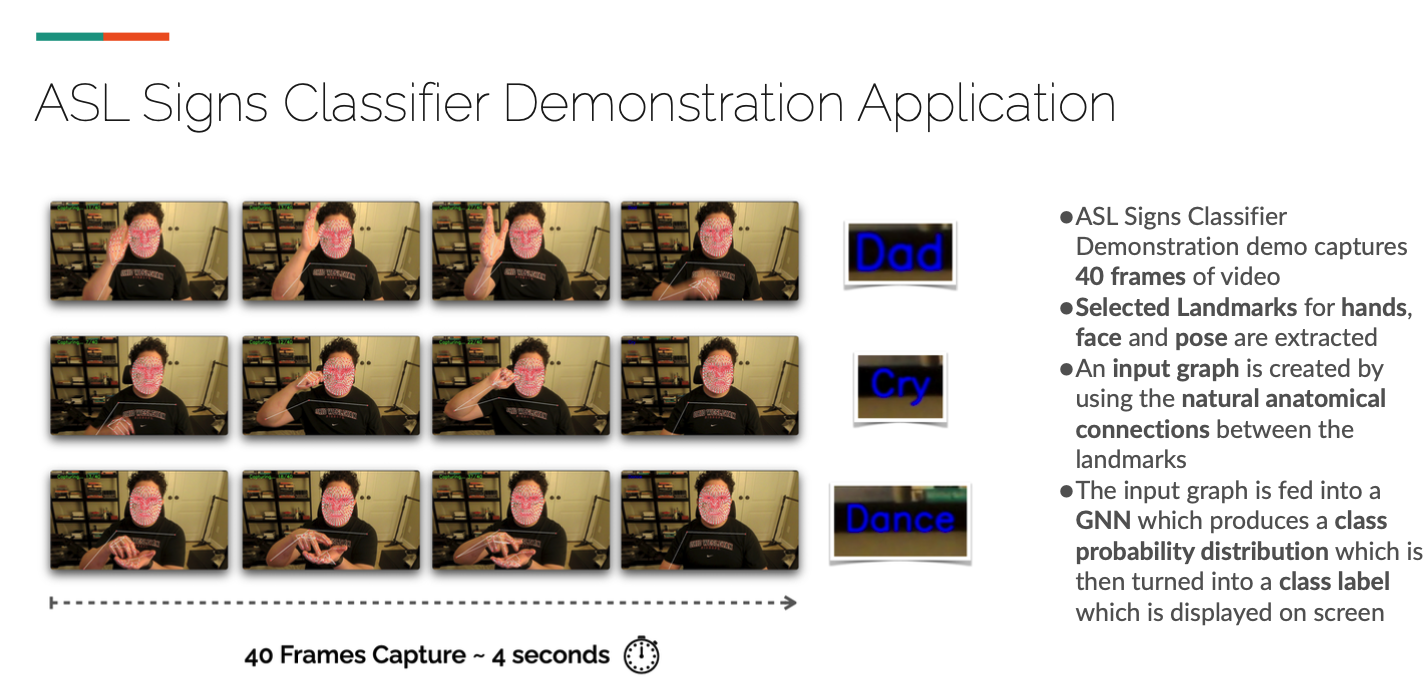 ASL Signs Classifier Demonstration Application
Dad
Cry
Dance
40 Frames Capture ~ 4 seconds
●ASL Signs Classifier
Demonstration demo captures
40 frames of video
●Selected Landmarks for hands,
face and pose are extracted
●An input graph is created by
using the natural anatomical
connections between the
landmarks
●The input graph is fed into a
GNN which produces a class
probability distribution which is
then turned into a class label
which is displayed on screen